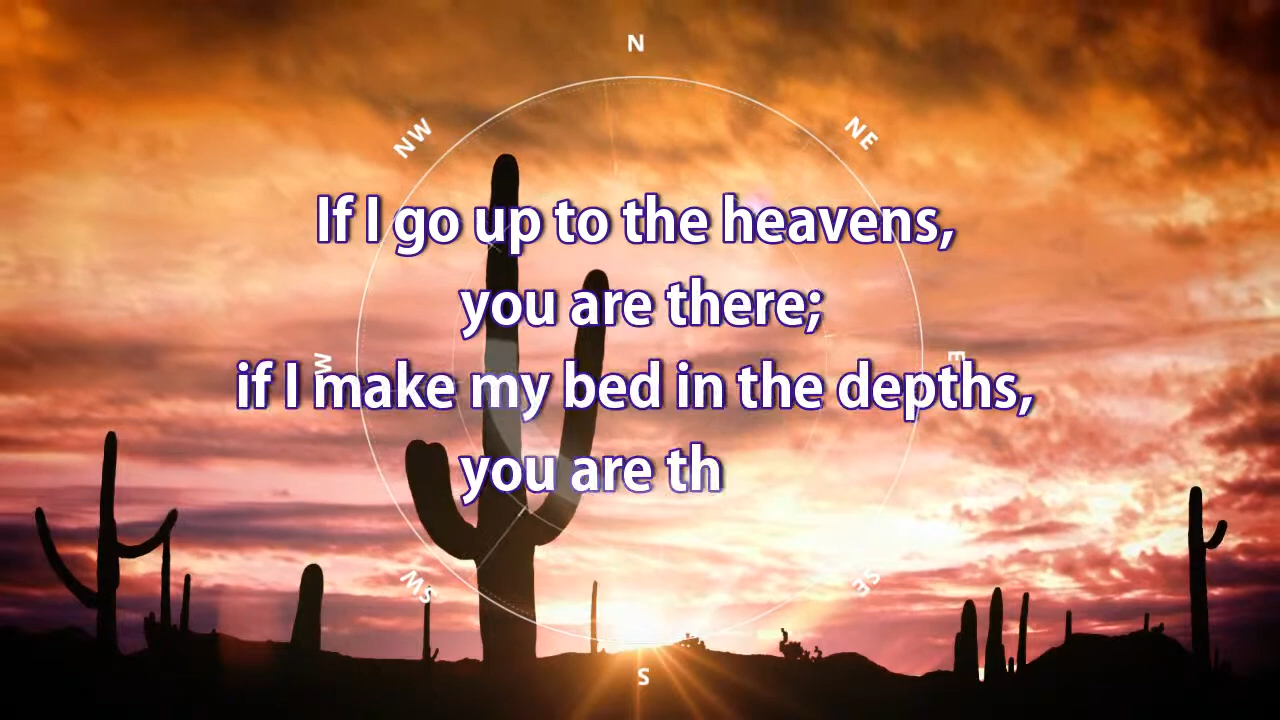 N
NW
NE
If I go up to the heavens,
you are there;
W
E
if I make my bed in the depths,
you are th
SW
SE
S